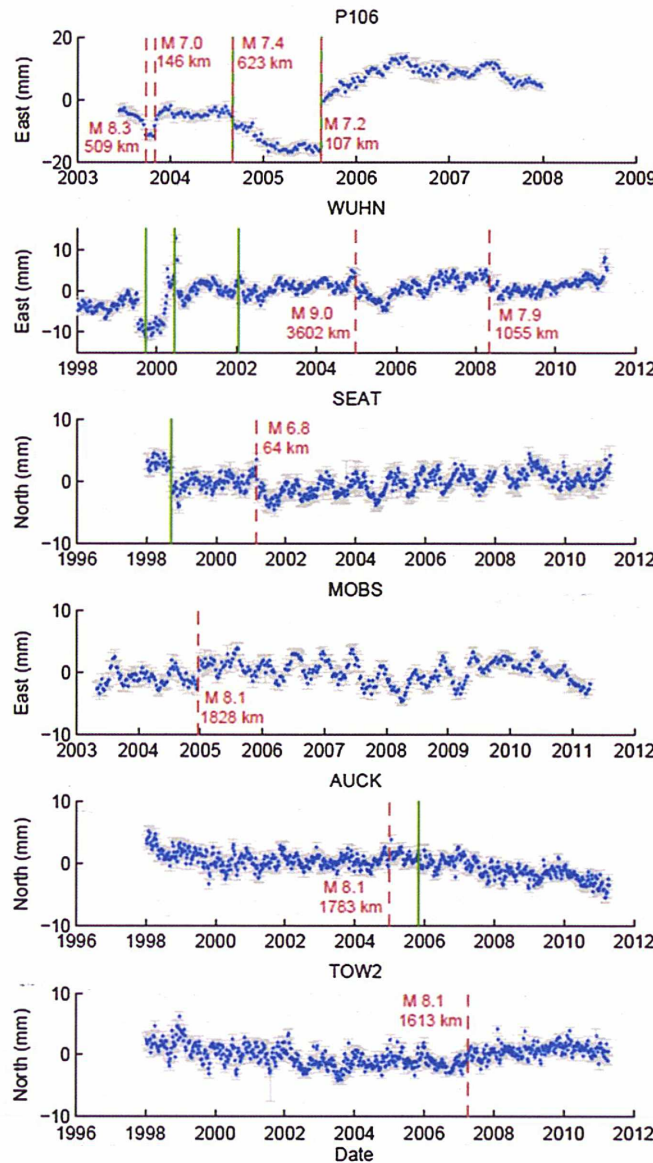 P106
20
M 7.0
146 km
M 7.4
623 km
East (mm)
0
M 8.3
509 km
M 7.2
107 km
−20
2003 2004 2005 2006 2007 2008 2009
WUHN
10
East (mm)
0
M 9.0
3602 km
M 7.9
1055 km
−10
1998 2000 2002 2004 2006 2008 2010 2012
SEAT
10
M 6.8
64 km
North (mm)
0
−10
1996 1998 2000 2002 2004 2006 2008 2010 2012
MOBS
10
East (mm)
0
M 8.1
1828 km
−10
2003 2004 2005 2006 2007 2008 2009 2010 2011 2012
AUCK
10
North (mm)
0
M 8.1
1783 km
−10
1996 1998 2000 2002 2004 2006 2008 2010 2012
TOW2
10
M 8.1
1613 km
North (mm)
0
−10
1996 1998 2000 2002 2004 2006 2008 2010 2012
Date